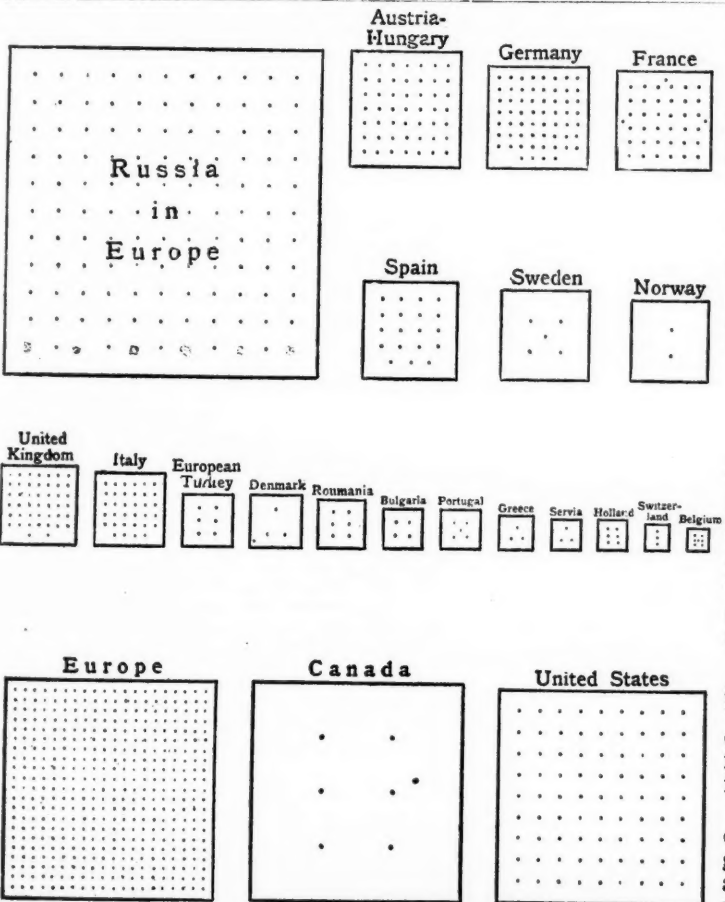 Austria-
Hungary
Germany
France
Russia
in
Europe
Spain
Sweden
Norway
United
Kingdom
Italy
European
Turkey
Denmark
Roumania
Bulgaria
Portugal
Greece
Servia
Holland
Switzer-
land
Belgium
Europe
Canada
United States